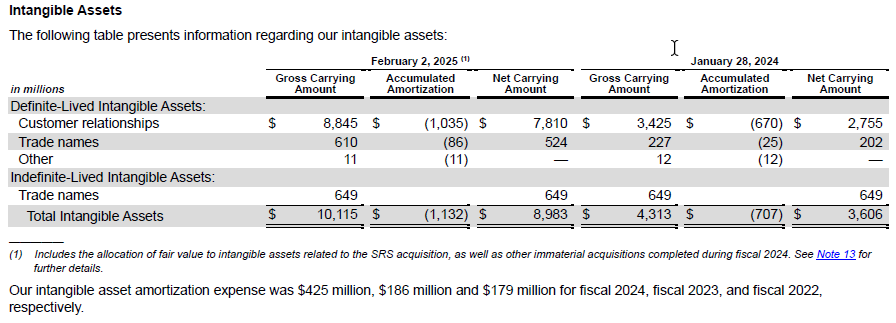 Intangible Assets
The following table presents information regarding our intangible assets:
February 2, 2025 (1) January 28, 2024
in millions Gross Carrying Amount Accumulated Amortization Net Carrying Amount Gross Carrying Amount Accumulated Amortization Net Carrying Amount
Definite-Lived Intangible Assets:
Customer relationships $ 8,845 $ (1,035) $ 7,810 $ 3,425 $ (670) $ 2,755
Trade names 610 (86) 524 227 (25) 202
Other 11 (11) — 12 (12) —
Indefinite-Lived Intangible Assets:
Trade names 649 649 649 649
Total Intangible Assets $ 10,115 $ (1,132) $ 8,983 $ 4,313 $ (707) $ 3,606
(1) Includes the allocation of fair value to intangible assets related to the SRS acquisition, as well as other immaterial acquisitions completed during fiscal 2024. See Note 13 for
further details.
Our intangible asset amortization expense was $425 million, $186 million and $179 million for fiscal 2024, fiscal 2023, and fiscal 2022,
respectively.